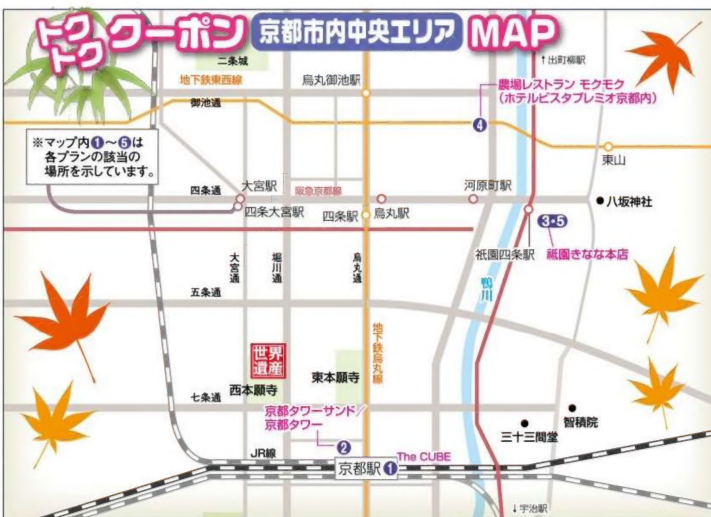 トクトク クーポン 京都市内中央エリア MAP
二条城
地下鉄東西線
烏丸御池駅
↑出町柳駅
農場レストラン モクモク
(ホテルビスタプレミオ京都内)
御池通
4
※マップ内1〜5は
各プランの該当の
場所を示しています。
東山
大宮駅
河原町駅
四条通
阪急京都線
八坂神社
四条大宮駅
四条駅
烏丸駅
3・5
祇園四条駅
祗園きなな本店
大宮通
堀川通
烏丸通
鴨川
五条通
地下鉄烏丸線
世界
遺産
西本願寺
東本願寺
七条通
京都タワーサンド/
京都タワー
智積院
三十三間堂
2
JR線
The CUBE
京都駅1
↓宇治駅